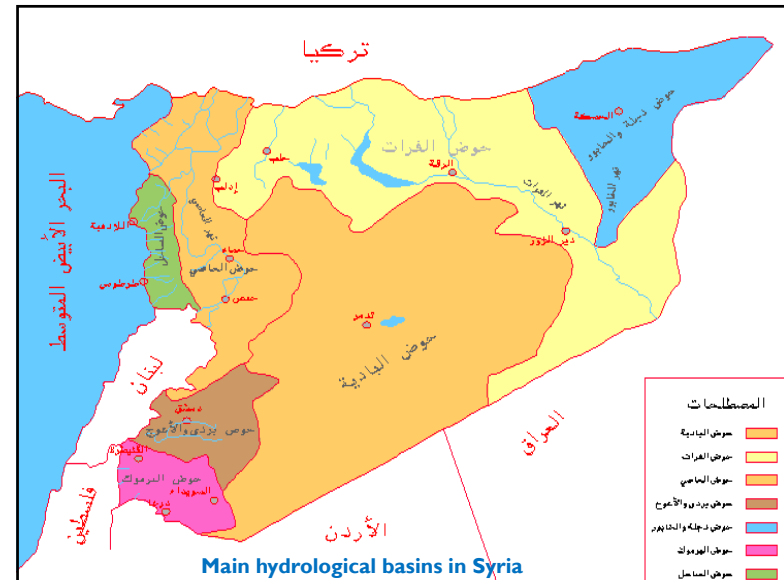 تركيا
البحر الأبيض المتوسط
حوض دجلة والخابور
الحسكة
نهر الخابور
حوض الفرات
حلب
الرقة
نهر الفرات
دير الزور
إدلب
نهر العاصي
اللاذقية
حوض الساحل
حماه
حوض العاصي
طرطوس
حمص
تدمر
حوض البادية
لبنان
العراق
دمشق
حوض بردى والأعوج
القنيطرة
حوض اليرموك
السويداء
درعا
فلسطين
الأردن
المصطلحات
حوض البادية
حوض الفرات
حوض العاصي
حوض بردى والأعوج
حوض دجلة والخابور
حوض اليرموك
حوض الساحل
Main hydrological basins in Syria